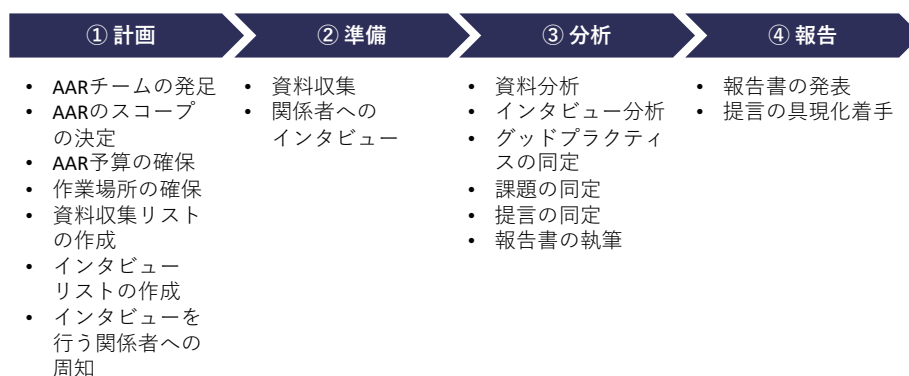 ① 計画
② 準備
③ 分析
④ 報告
• AARチームの発足
• AARのスコープ
の決定
• AAR予算の確保
• 作業場所の確保
• 資料収集リスト
の作成
• インタビュー
リストの作成
• インタビューを
行う関係者への
周知
• 資料収集
• 関係者への
インタビュー
• 資料分析
• インタビュー分析
• グッドプラクティ
スの同定
• 課題の同定
• 提言の同定
• 報告書の執筆
• 報告書の発表
• 提言の具現化着手